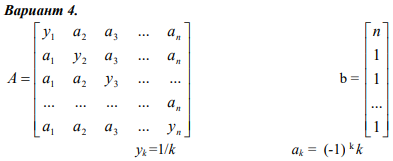 Вариант 4.
y₁ a₂ a₃ ... aₙ n
a₁ y₂ a₃ ... aₙ 1
A = a₁ a₂ y₃ ... ... b = 1
... ... ... ... aₙ ...
a₁ a₂ a₃ ... yₙ 1
yₖ=1/k aₖ = (-1) ᵏ k